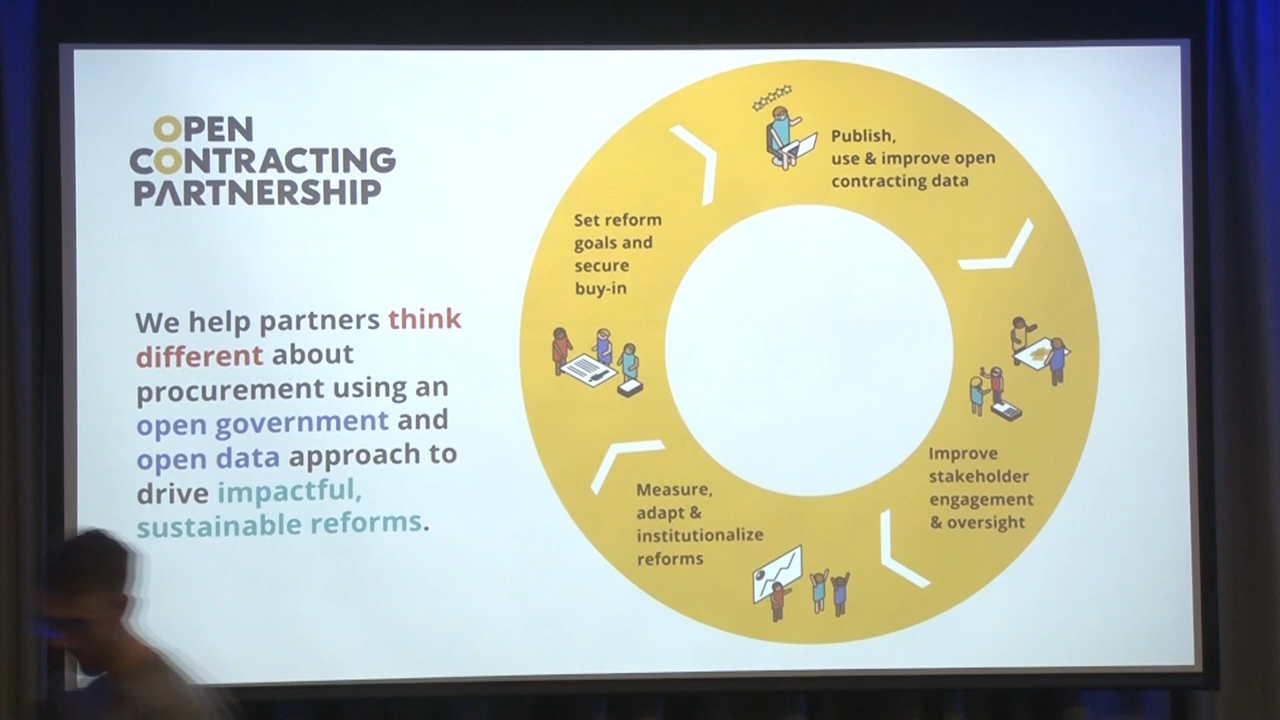 OPEN
CONTRACTING
PARTNERSHIP
We help partners think
different about
procurement using an
open government and
open data approach to
drive impactful,
sustainable reforms.
Publish,
use & improve open
contracting data
Set reform
goals and
secure
buy-in
Improve
stakeholder
engagement
& oversight
Measure,
adapt &
institutionalize
reforms